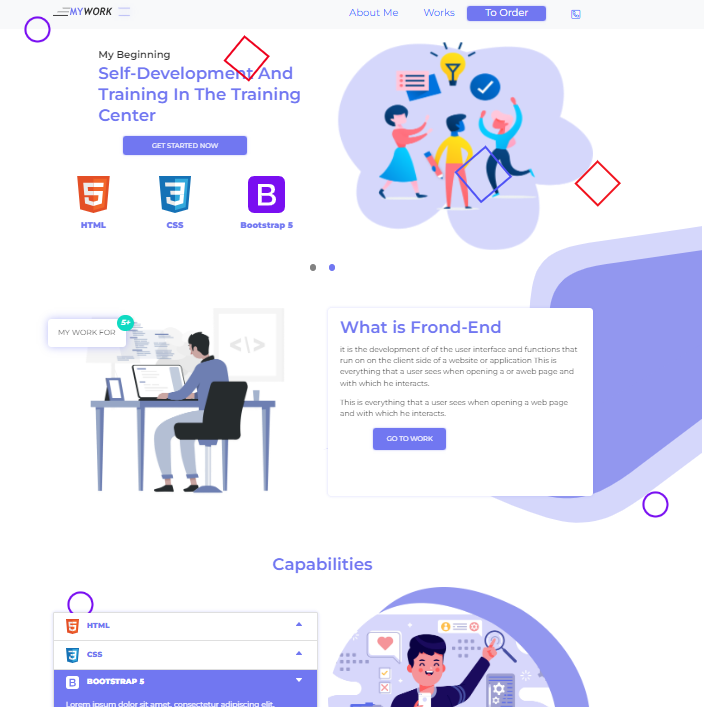 MYWORK
About Me
Works
To Order
My Beginning
Self-Development And
Training In The Training
Center
GET STARTED NOW
HTML
CSS
Bootstrap 5
MY WORK FOR
5+
What is Frond-End
it is the development of of the user interface and functions that
run on on the client side of a website or application This is
everything that a user sees when opening a or aweb page and
with which he interacts.
This is everything that a user sees when opening a web page
and with which he interacts.
GO TO WORK
Capabilities
HTML
CSS
BOOTSTRAP 5
Lorem ipsum dolor sit amet, consectetur adipiscing elit,